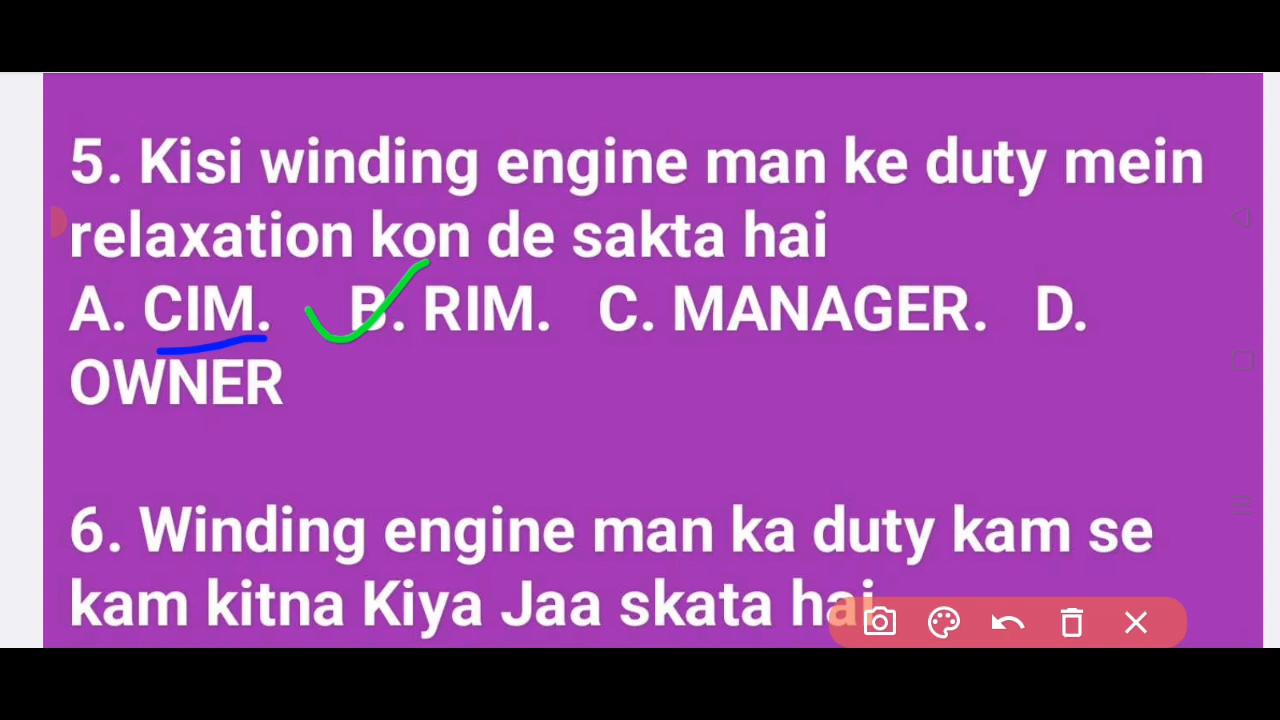 5. Kisi winding engine man ke duty mein
relaxation kon de sakta hai
A. CIM. B. RIM. C. MANAGER. D.
OWNER
6. Winding engine man ka duty kam se
kam kitna Kiya Jaa skata hai